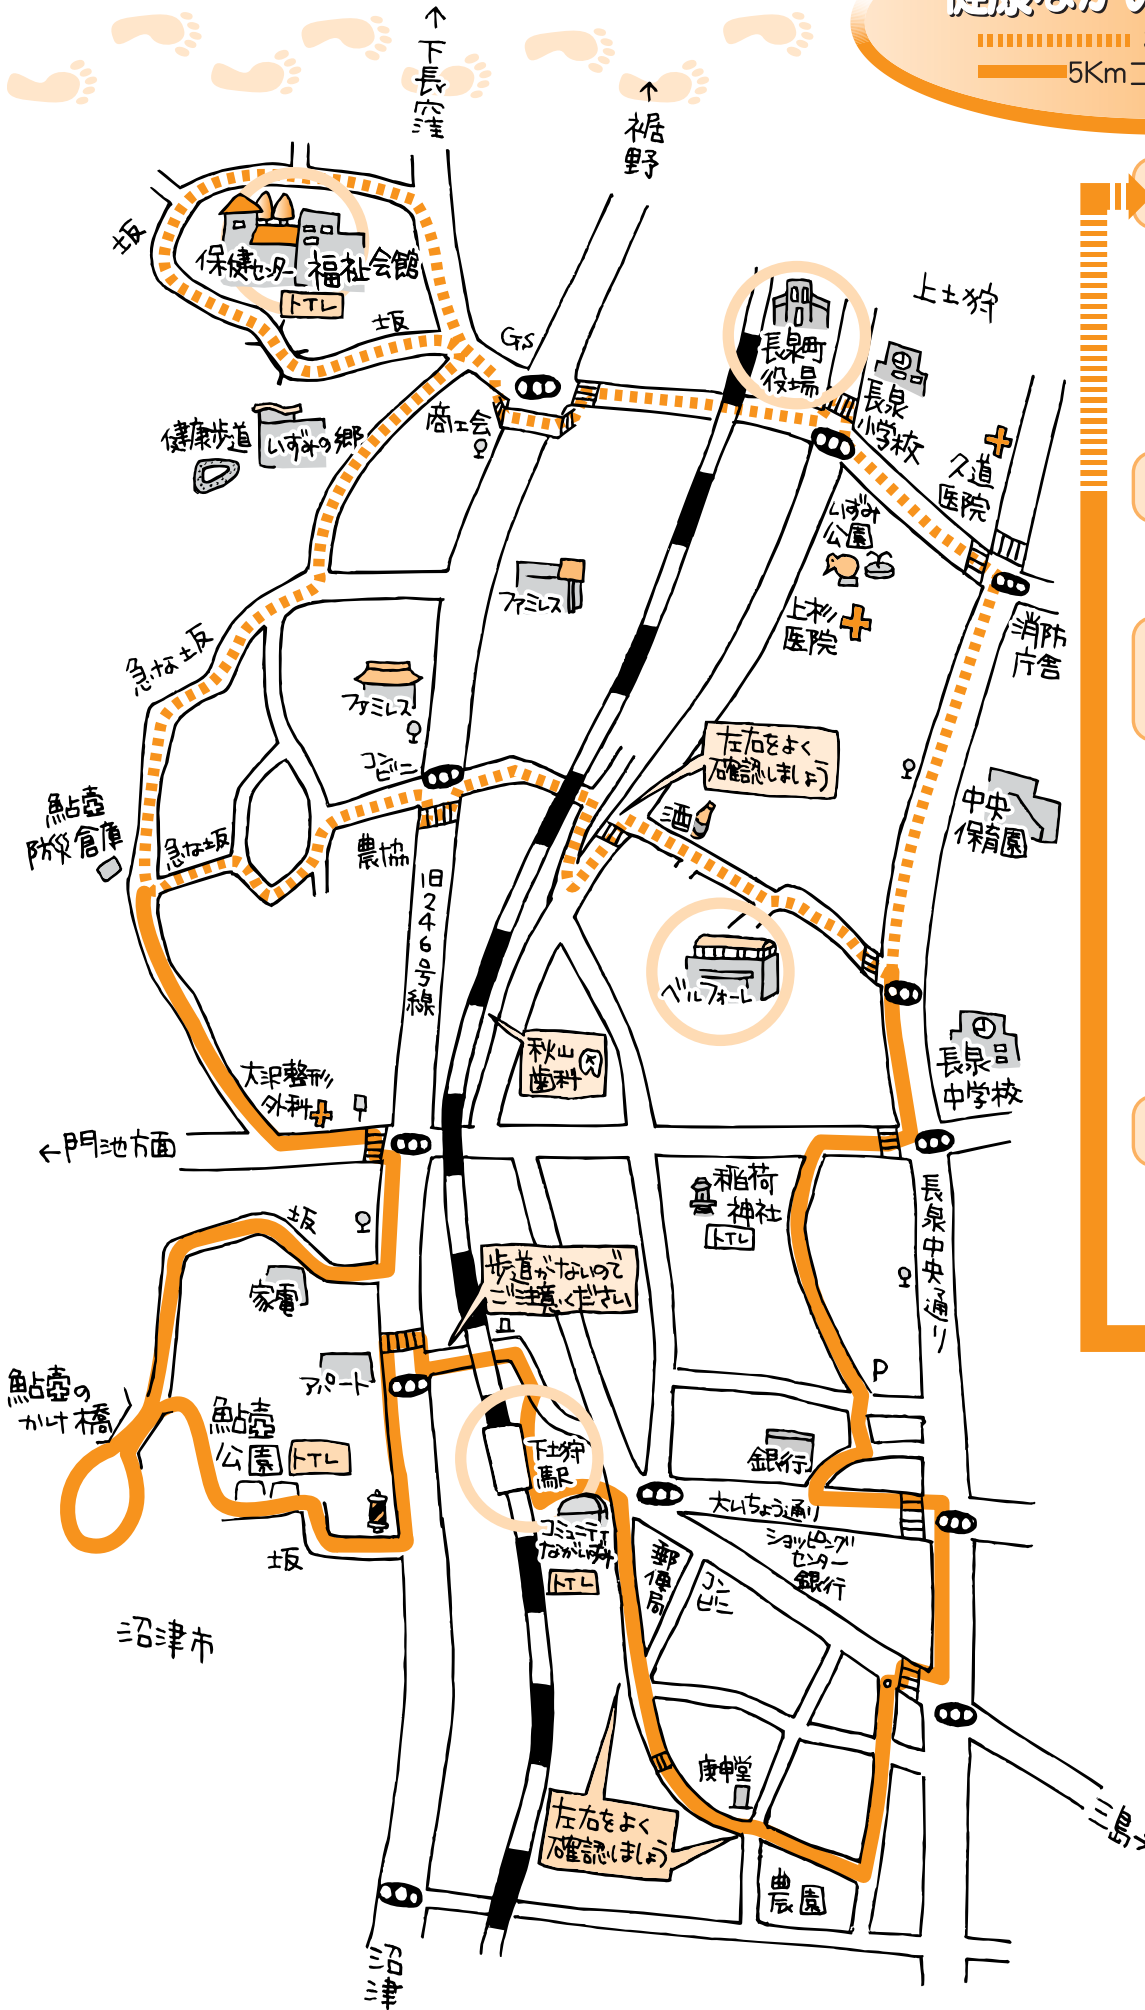 5Km
↑下長窪
↑裾野
坂
保健センター
福祉会館
トイレ
坂
GS
上土狩
長泉町
役場
長泉
小学校
商工会
健康歩道
いずみの郷
久道
医院
いずみ
公園
ファミレス
上杉
医院
消防
庁舎
急な坂
ファミレス
コン
ビニ
左右をよく
確認しましょう
酒
中央
保育園
鮎壺
防災倉庫
急な坂
農協
旧246号線
ベルフォーレ
秋山
歯科
長泉
中学校
大沢整形
外科
←門池方面
稲荷
神社
トイレ
長泉中央通り
坂
歩道がないので
ご注意ください
家電
P
アパート
鮎壺の
かけ橋
鮎壺
公園
トイレ
下土狩
駅
銀行
大いちょう通り
コミュニティ
ながいずみ
トイレ
ショッピング
センター
銀行
郵便局
コン
ビニ
坂
沼津市
庚申堂
左右をよく
確認しましょう
三島
農園
沼津